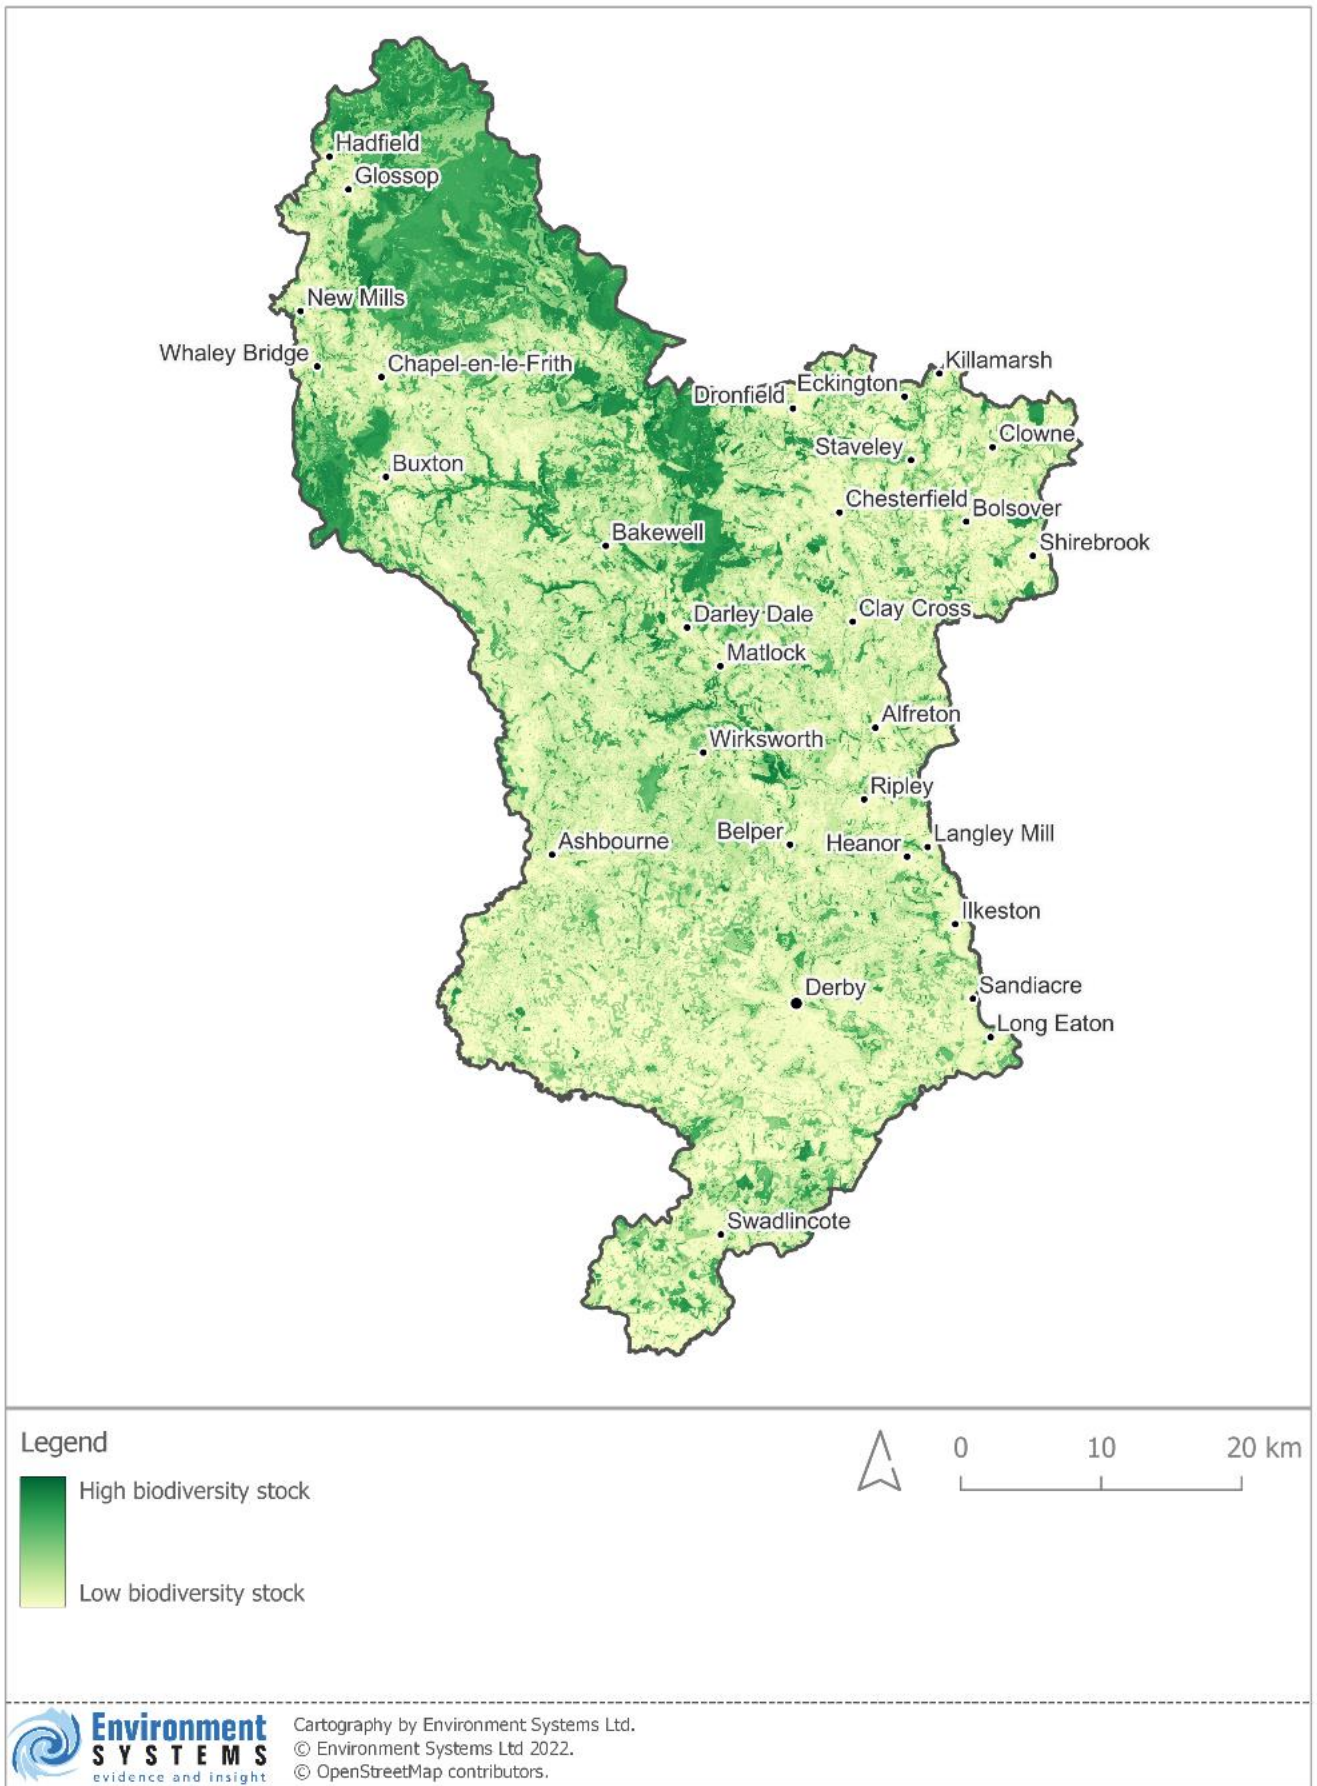 Hadfield
Glossop
New Mills
Whaley Bridge
Chapel-en-le-Frith
Killamarsh
Dronfield
Eckington
Clowne
Staveley
Buxton
Chesterfield
Bolsover
Bakewell
Shirebrook
Darley Dale
Clay Cross
Matlock
Alfreton
Wirksworth
Ripley
Ashbourne
Belper
Heanor
Langley Mill
Ilkeston
Derby
Sandiacre
Long Eaton
Swadlincote
Legend
High biodiversity stock
Low biodiversity stock
0 10 20 km
Environment
SYSTEMS
evidence and insight
Cartography by Environment Systems Ltd.
© Environment Systems Ltd 2022.
© OpenStreetMap contributors.